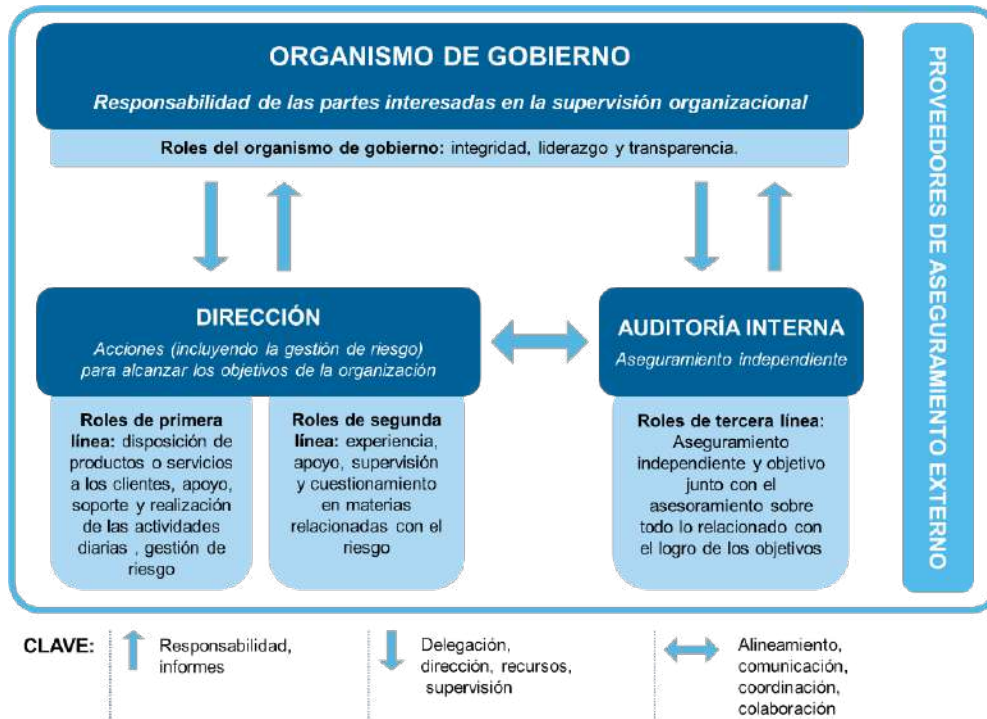 ORGANISMO DE GOBIERNO
Responsabilidad de las partes interesadas en la supervisión organizacional
Roles del organismo de gobierno: integridad, liderazgo y transparencia.
DIRECCIÓN
Acciones (incluyendo la gestión de riesgo)
para alcanzar los objetivos de la organización
Roles de primera
línea: disposición de
productos o servicios
a los clientes, apoyo,
soporte y realización
de las actividades
diarias , gestión de
riesgo
Roles de segunda
línea: experiencia,
apoyo, supervisión
y cuestionamiento
en materias
relacionadas con el
riesgo
AUDITORÍA INTERNA
Aseguramiento independiente
Roles de tercera línea:
Aseguramiento
independiente y objetivo
junto con el
asesoramiento sobre
todo lo relacionado con
el logro de los objetivos
PROVEEDORES DE ASEGURAMIENTO EXTERNO
CLAVE:
Responsabilidad,
informes
Delegación,
dirección, recursos,
supervisión
Alineamiento,
comunicación,
coordinación,
colaboración